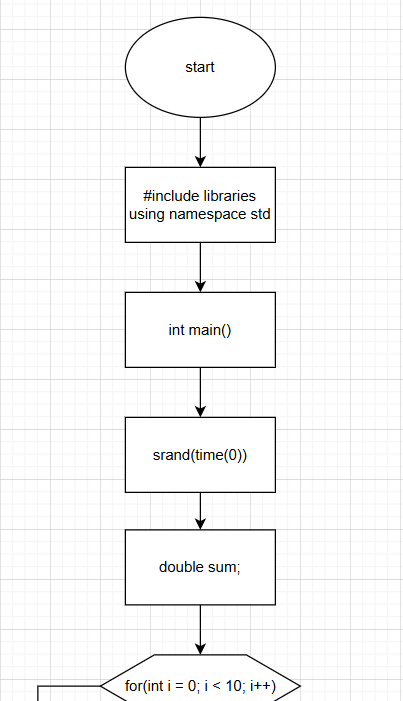 start
#include libraries
using namespace std
int main()
srand(time(0))
double sum;
for(int i = 0; i < 10; i++)